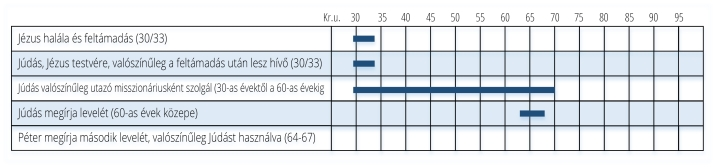 Kr.u. 30 35 40 45 50 55 60 65 70 75 80 85 90 95
Jézus halála és feltámadás (30/33)
Júdás, Jézus testvére, valószínűleg a feltámadás után lesz hívő (30/33)
Júdás valószínűleg utazó misszionáriusként szolgál (30-as évektől a 60-as évekig
Júdás megírja levelét (60-as évek közepe)
Péter megírja második levelét, valószínűleg Júdást használva (64-67)